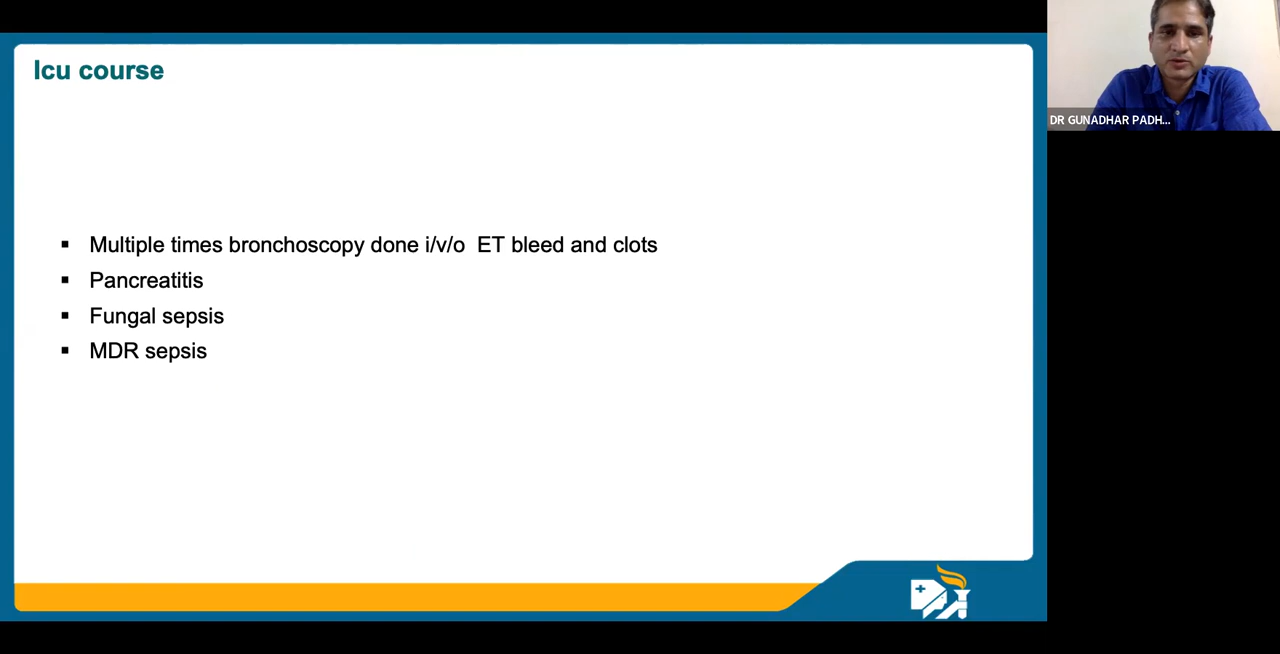 Icu course
DR GUNADHAR PADH...
▪ Multiple times bronchoscopy done i/v/o ET bleed and clots
▪ Pancreatitis
▪ Fungal sepsis
▪ MDR sepsis